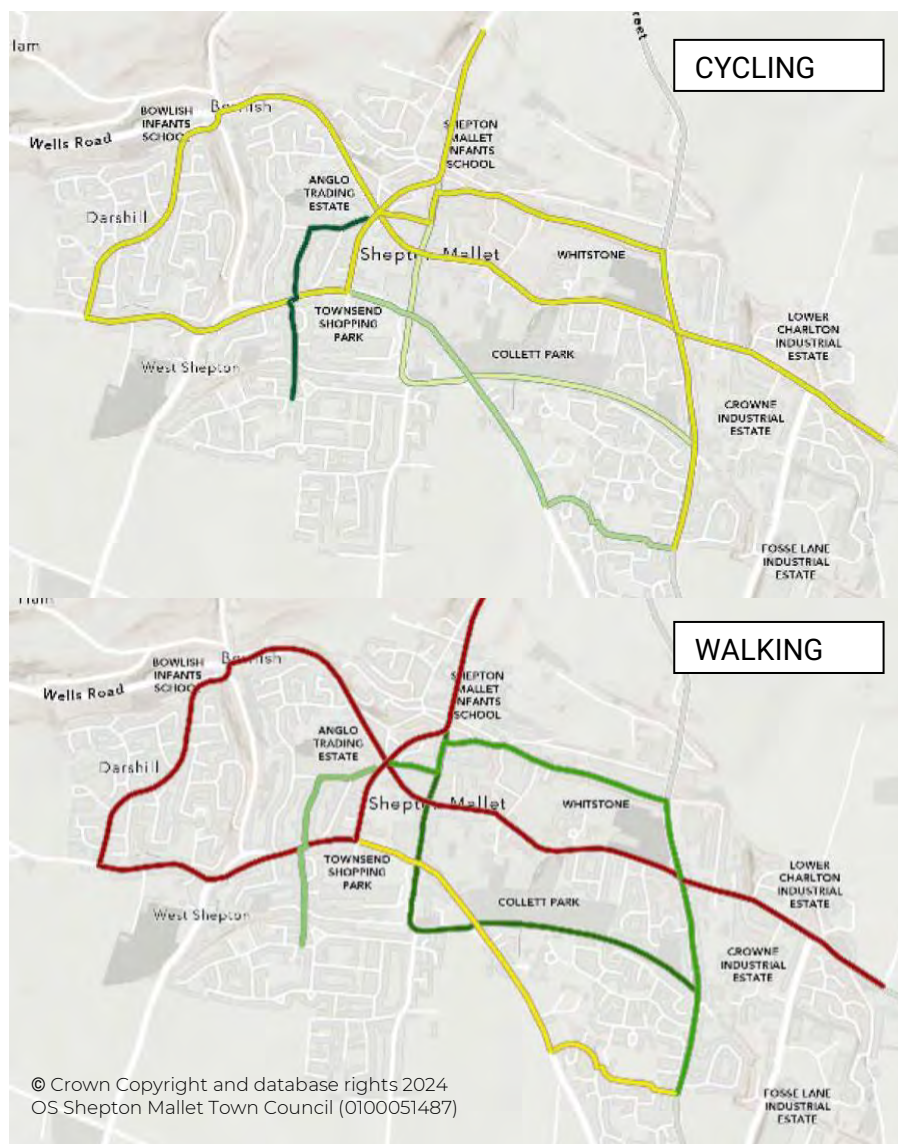 reet
lam
CYCLING
BOWLISH
INFANTS
SCHOOL
Bowlish
Wells Road
SHEPTON
MALLET
INFANTS
SCHOOL
ANGLO
TRADING
ESTATE
Darshill
Shepton Mallet
WHITSTONE
TOWNSEND
SHOPPING
PARK
LOWER
CHARLTON
INDUSTRIAL
ESTATE
COLLETT PARK
West Shepton
CROWNE
INDUSTRIAL
ESTATE
FOSSE LANE
INDUSTRIAL
ESTATE
WALKING
BOWLISH
INFANTS
SCHOOL
Bowlish
Wells Road
SHEPTON
MALLET
INFANTS
SCHOOL
ANGLO
TRADING
ESTATE
Darshill
Shepton Mallet
WHITSTONE
TOWNSEND
SHOPPING
PARK
LOWER
CHARLTON
INDUSTRIAL
ESTATE
COLLETT PARK
West Shepton
CROWNE
INDUSTRIAL
ESTATE
FOSSE LANE
INDUSTRIAL
ESTATE
© Crown Copyright and database rights 2024
OS Shepton Mallet Town Council (0100051487)